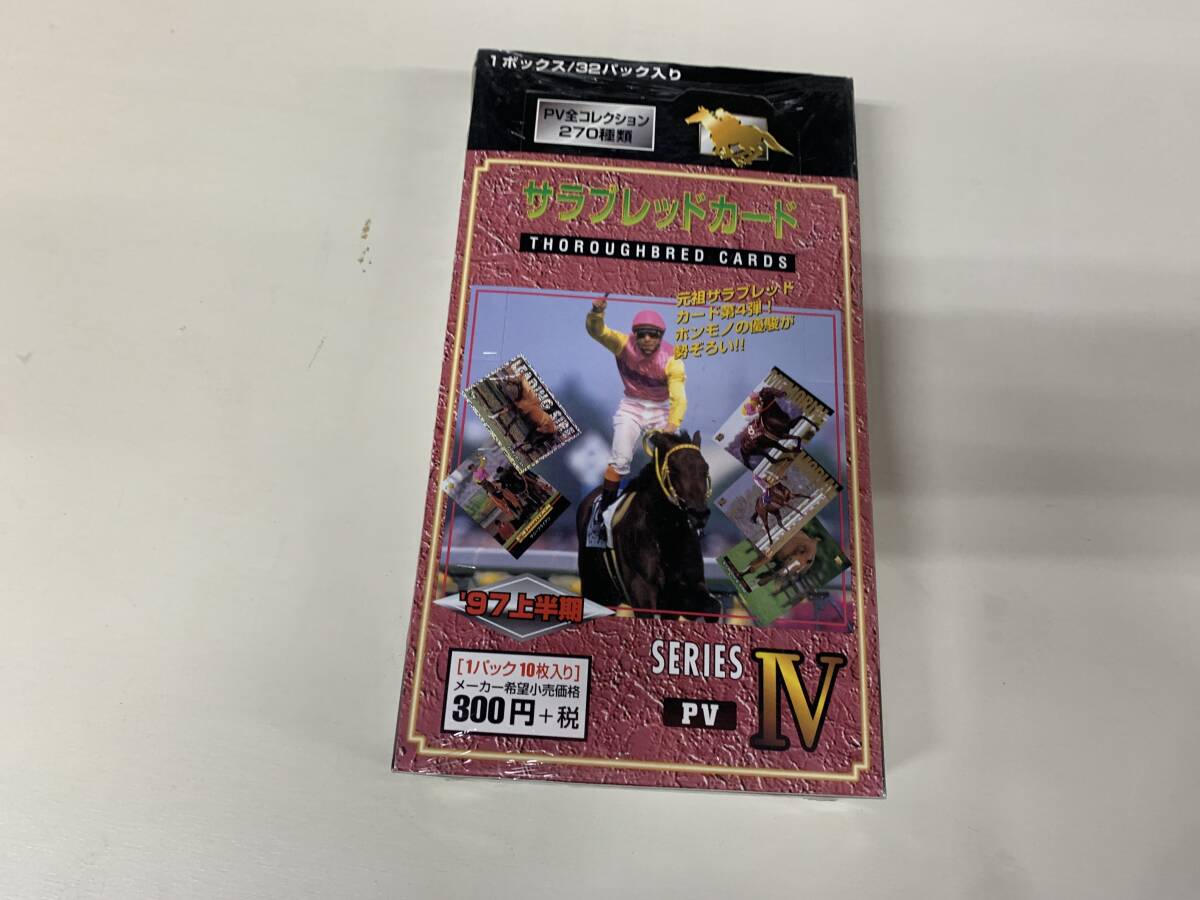 1ボックス/32パック入り
PV全コレクション
270種類
サラブレッドカード
THOROUGHBRED CARDS
元祖サラブレッド
カード第4弾!
ホンモノの優駿が
勢ぞろい!!
'97上半期
SERIES IV
PV
[1パック10枚入り]
メーカー希望小売価格
300円+税